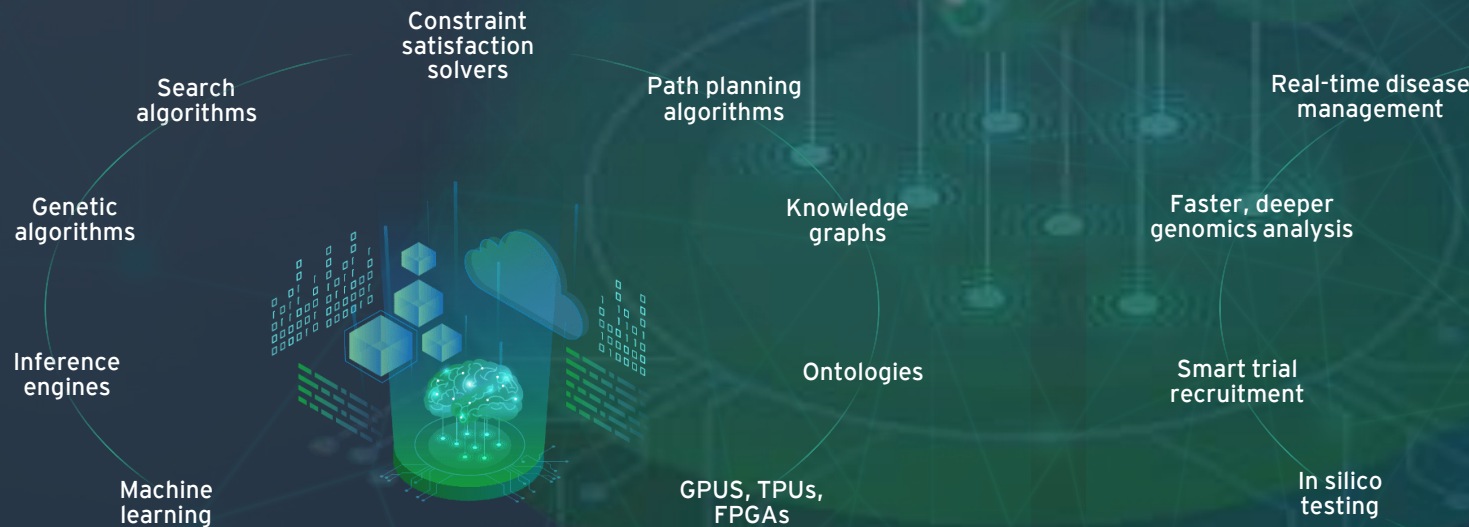 Constraint
satisfaction
solvers
Search
algorithms
Path planning
algorithms
Real-time disease
management
Genetic
algorithms
Knowledge
graphs
Faster, deeper
genomics analysis
Inference
engines
Ontologies
Smart trial
recruitment
Machine
learning
GPUS, TPUs,
FPGAs
In silico
testing